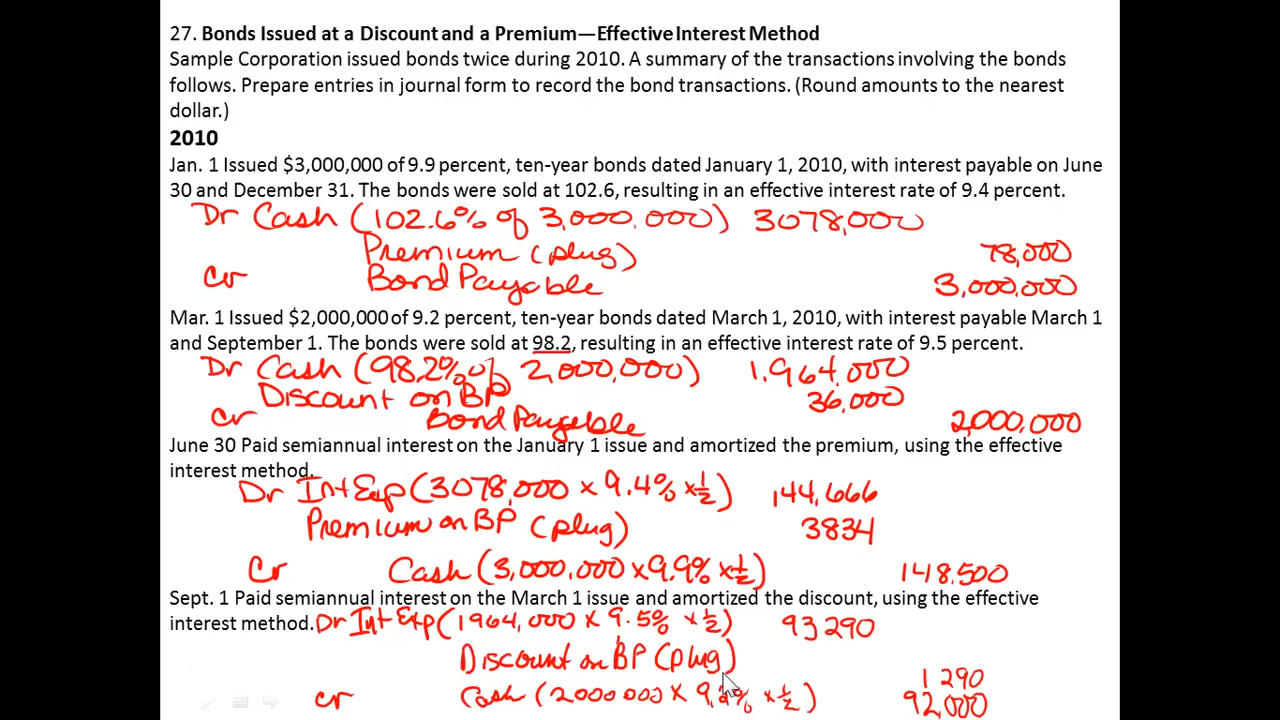 27. Bonds Issued at a Discount and a Premium—Effective Interest Method
Sample Corporation issued bonds twice during 2010. A summary of the transactions involving the bonds
follows. Prepare entries in journal form to record the bond transactions. (Round amounts to the nearest
dollar.)
2010
Jan. 1 Issued $3,000,000 of 9.9 percent, ten-year bonds dated January 1, 2010, with interest payable on June
30 and December 31. The bonds were sold at 102.6, resulting in an effective interest rate of 9.4 percent.
Dr Cash (102.6% of 3,000,000) 3078,000
Premium (plug) 78,000
Cr Bond Payable 3,000,000
Mar. 1 Issued $2,000,000 of 9.2 percent, ten-year bonds dated March 1, 2010, with interest payable March 1
and September 1. The bonds were sold at 98.2, resulting in an effective interest rate of 9.5 percent.
Dr Cash (98.2% of 2,000,000) 1,964,000
Discount on BP 36,000
Cr Bond Payable 2,000,000
June 30 Paid semiannual interest on the January 1 issue and amortized the premium, using the effective
interest method.
Dr Int Exp (3078,000 × 9.4% × 1/2) 144,666
Premium on BP (plug) 3834
Cr Cash (3,000,000 × 9.9% × 1/2) 148,500
Sept. 1 Paid semiannual interest on the March 1 issue and amortized the discount, using the effective
interest method. Dr Int Exp (1964,000 × 9.5% × 1/2) 93290
Discount on BP (plug) 1290
Cr Cash (2000000 × 9.2% × 1/2) 92,000